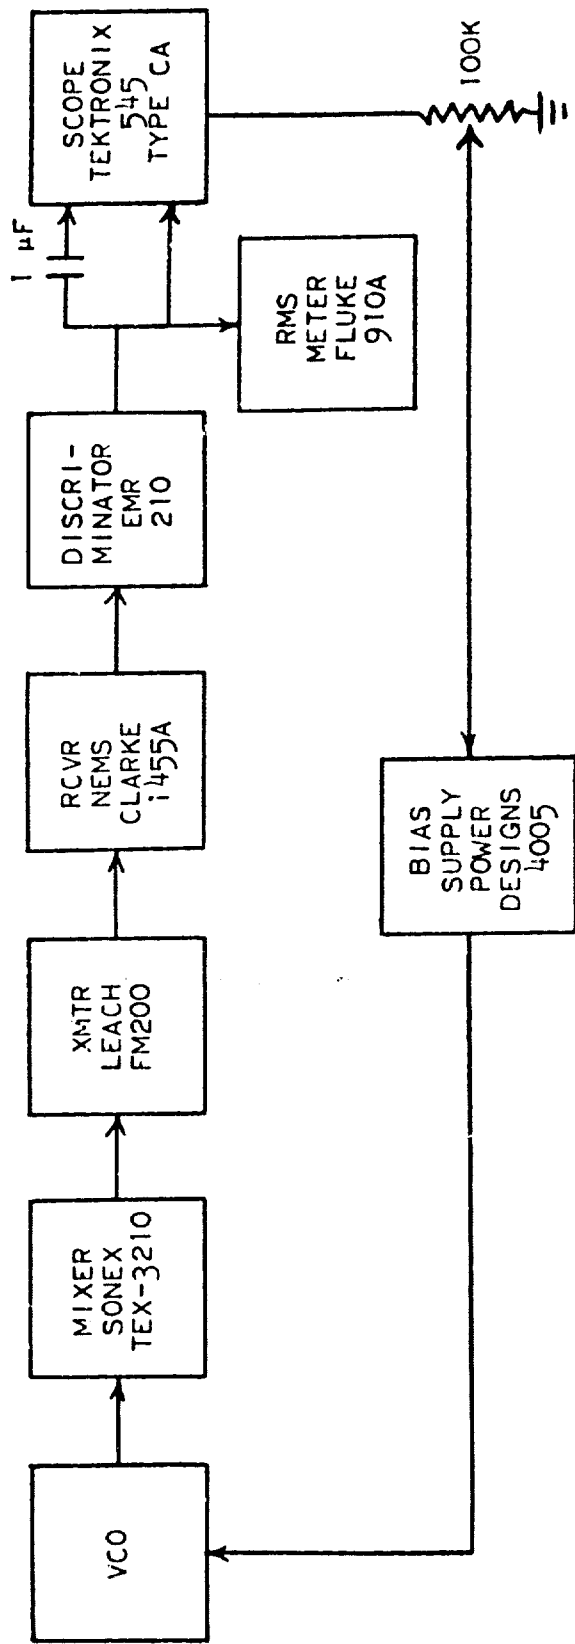 VCO
MIXER
SONEX
TEX-3210
XMTR
LEACH
FM200
RCVR
NEMS
CLARKE
1455A
DISCRI-
MINATOR
EMR
210
1 µF
SCOPE
TEKTRONIX
545
TYPE CA
RMS
METER
FLUKE
910A
100K
BIAS
SUPPLY
POWER
DESIGNS
4005